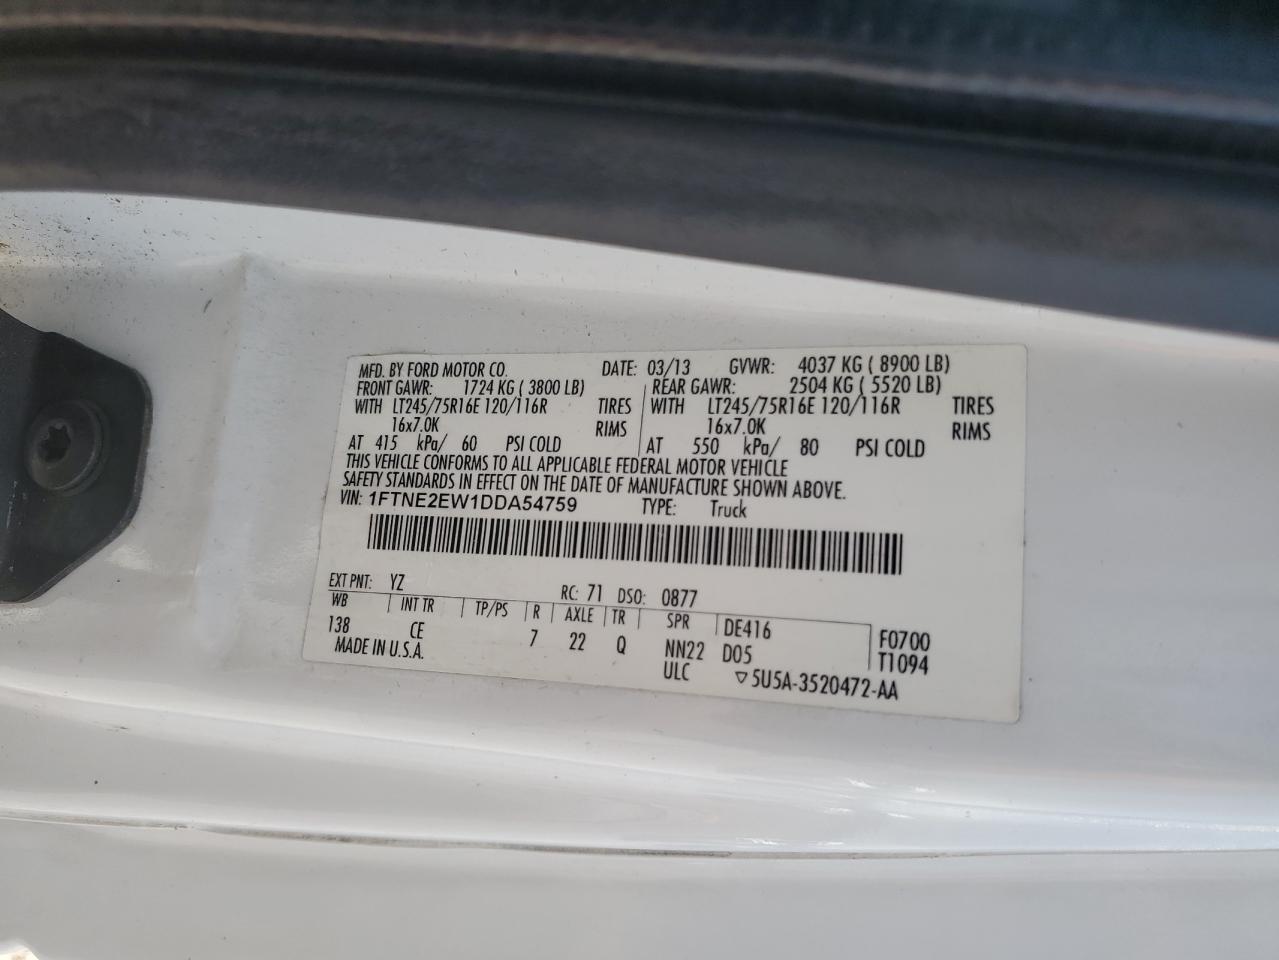 MFD. BY FORD MOTOR CO. DATE: 03/13 GVWR: 4037 KG ( 8900 LB)
FRONT GAWR: 1724 KG ( 3800 LB) REAR GAWR: 2504 KG ( 5520 LB)
WITH LT245/75R16E 120/116R TIRES WITH LT245/75R16E 120/116R TIRES
16x7.0K RIMS 16x7.0K RIMS
AT 415 kPa/ 60 PSI COLD AT 550 kPa/ 80 PSI COLD
THIS VEHICLE CONFORMS TO ALL APPLICABLE FEDERAL MOTOR VEHICLE
SAFETY STANDARDS IN EFFECT ON THE DATE OF MANUFACTURE SHOWN ABOVE.
VIN: 1FTNE2EW1DDA54759 TYPE: Truck
EXT PNT: YZ RC: 71 DSO: 0877
WB INT TR TP/PS R AXLE TR SPR DE416 F0700
138 CE 7 22 Q NN22 D05 T1094
MADE IN U.S.A. ULC ▽5U5A-3520472-AA